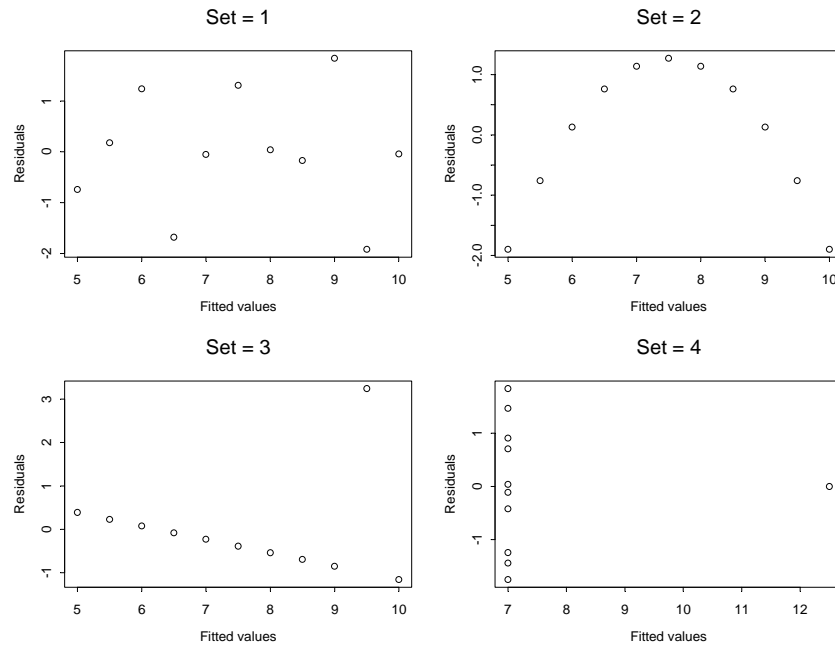 Set = 1
Residuals
1
0
-1
-2
5 6 7 8 9 10
Fitted values
Set = 2
Residuals
1.0
0.0
-1.0
-2.0
5 6 7 8 9 10
Fitted values
Set = 3
Residuals
3
2
1
0
-1
5 6 7 8 9 10
Fitted values
Set = 4
Residuals
1
0
-1
7 8 9 10 11 12
Fitted values